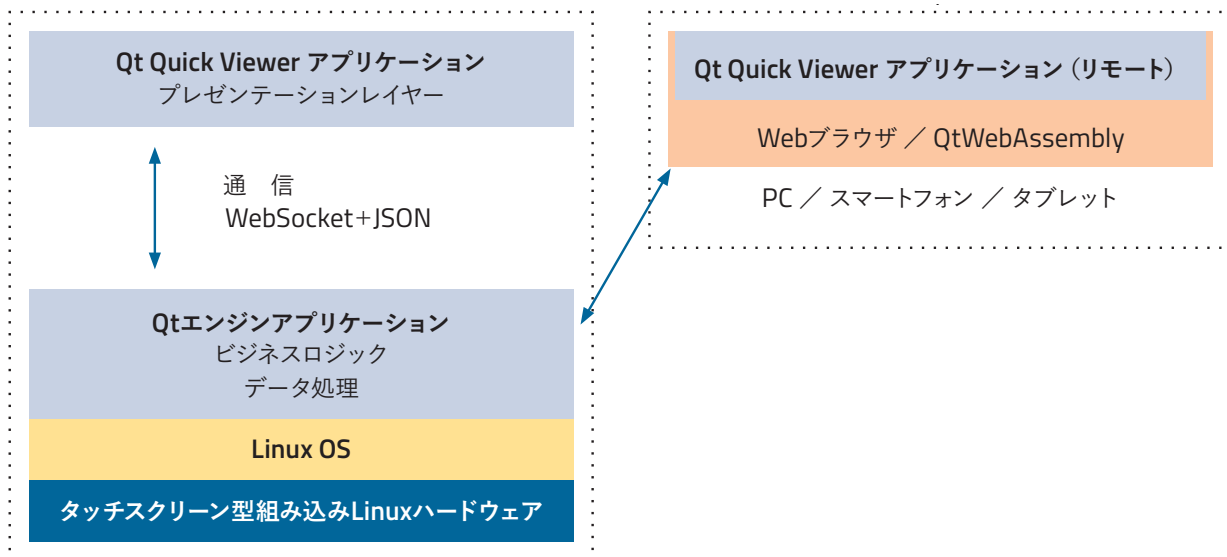 Qt Quick Viewer アプリケーション
プレゼンテーションレイヤー
通　信
WebSocket+JSON
Qtエンジンアプリケーション
ビジネスロジック
データ処理
Linux OS
タッチスクリーン型組み込みLinuxハードウェア
Qt Quick Viewer アプリケーション（リモート）
Webブラウザ ／ QtWebAssembly
PC ／ スマートフォン ／ タブレット